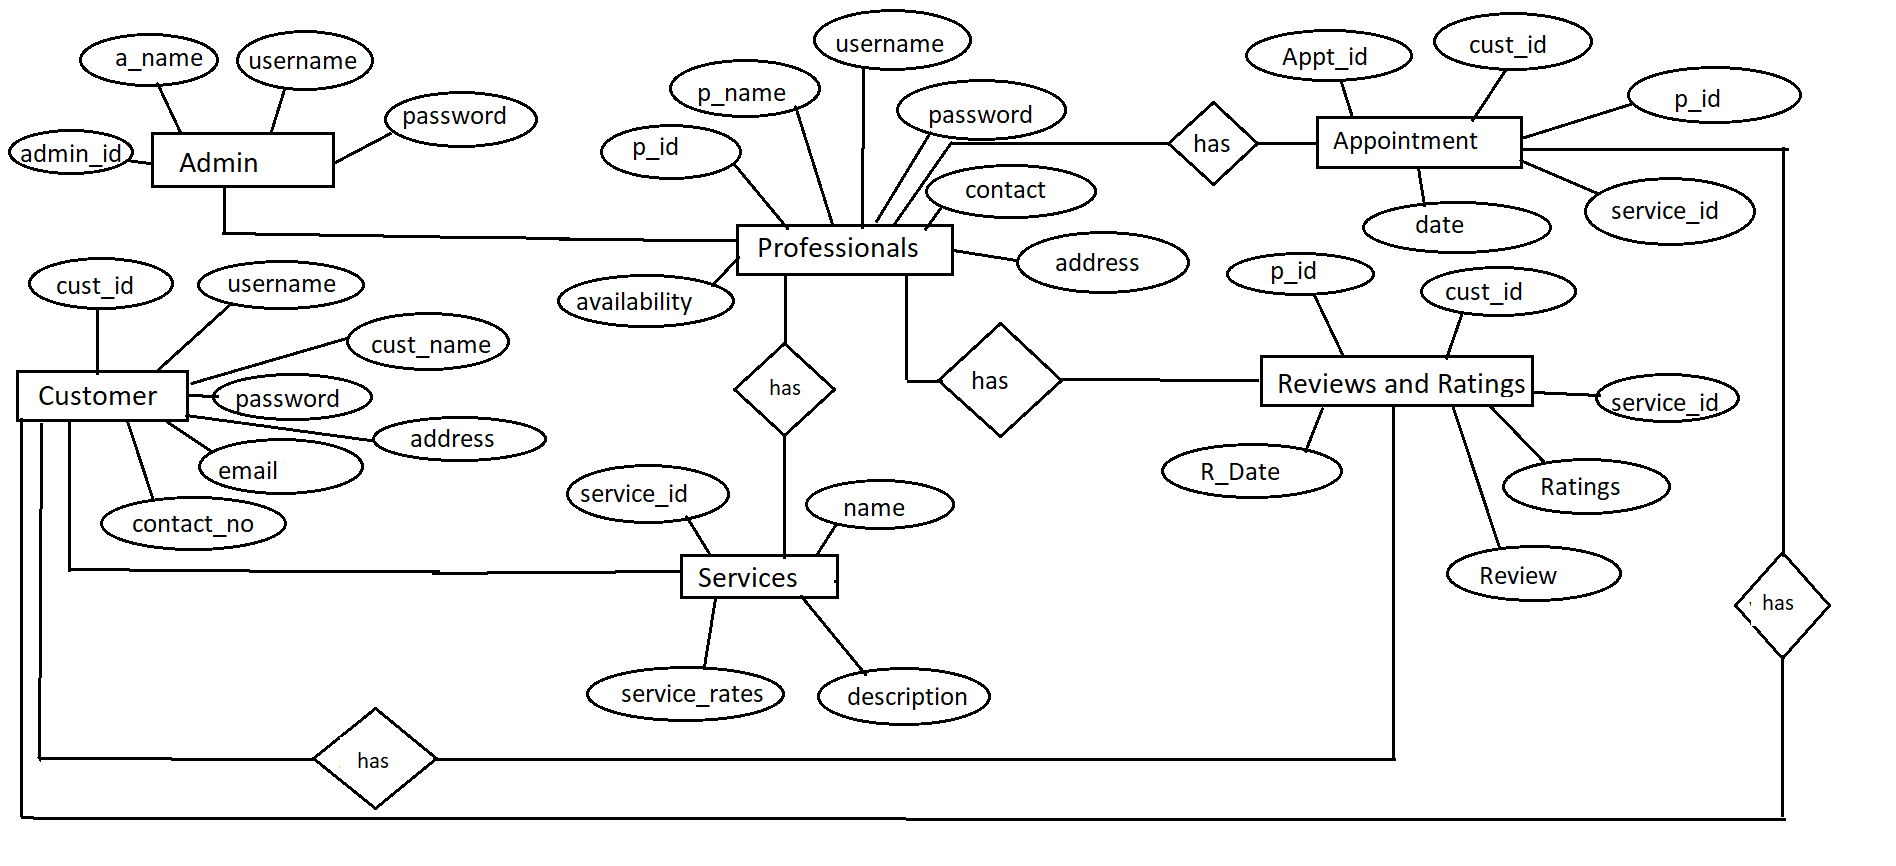 a_name
username
password
admin_id
Admin
username
p_name
password
p_id
contact
Professionals
address
availability
has
Appt_id
cust_id
p_id
Appointment
service_id
date
cust_id
username
cust_name
Customer
password
address
email
contact_no
has
has
p_id
cust_id
Reviews and Ratings
service_id
R_Date
Ratings
Review
service_id
name
Services
service_rates
description
has
has